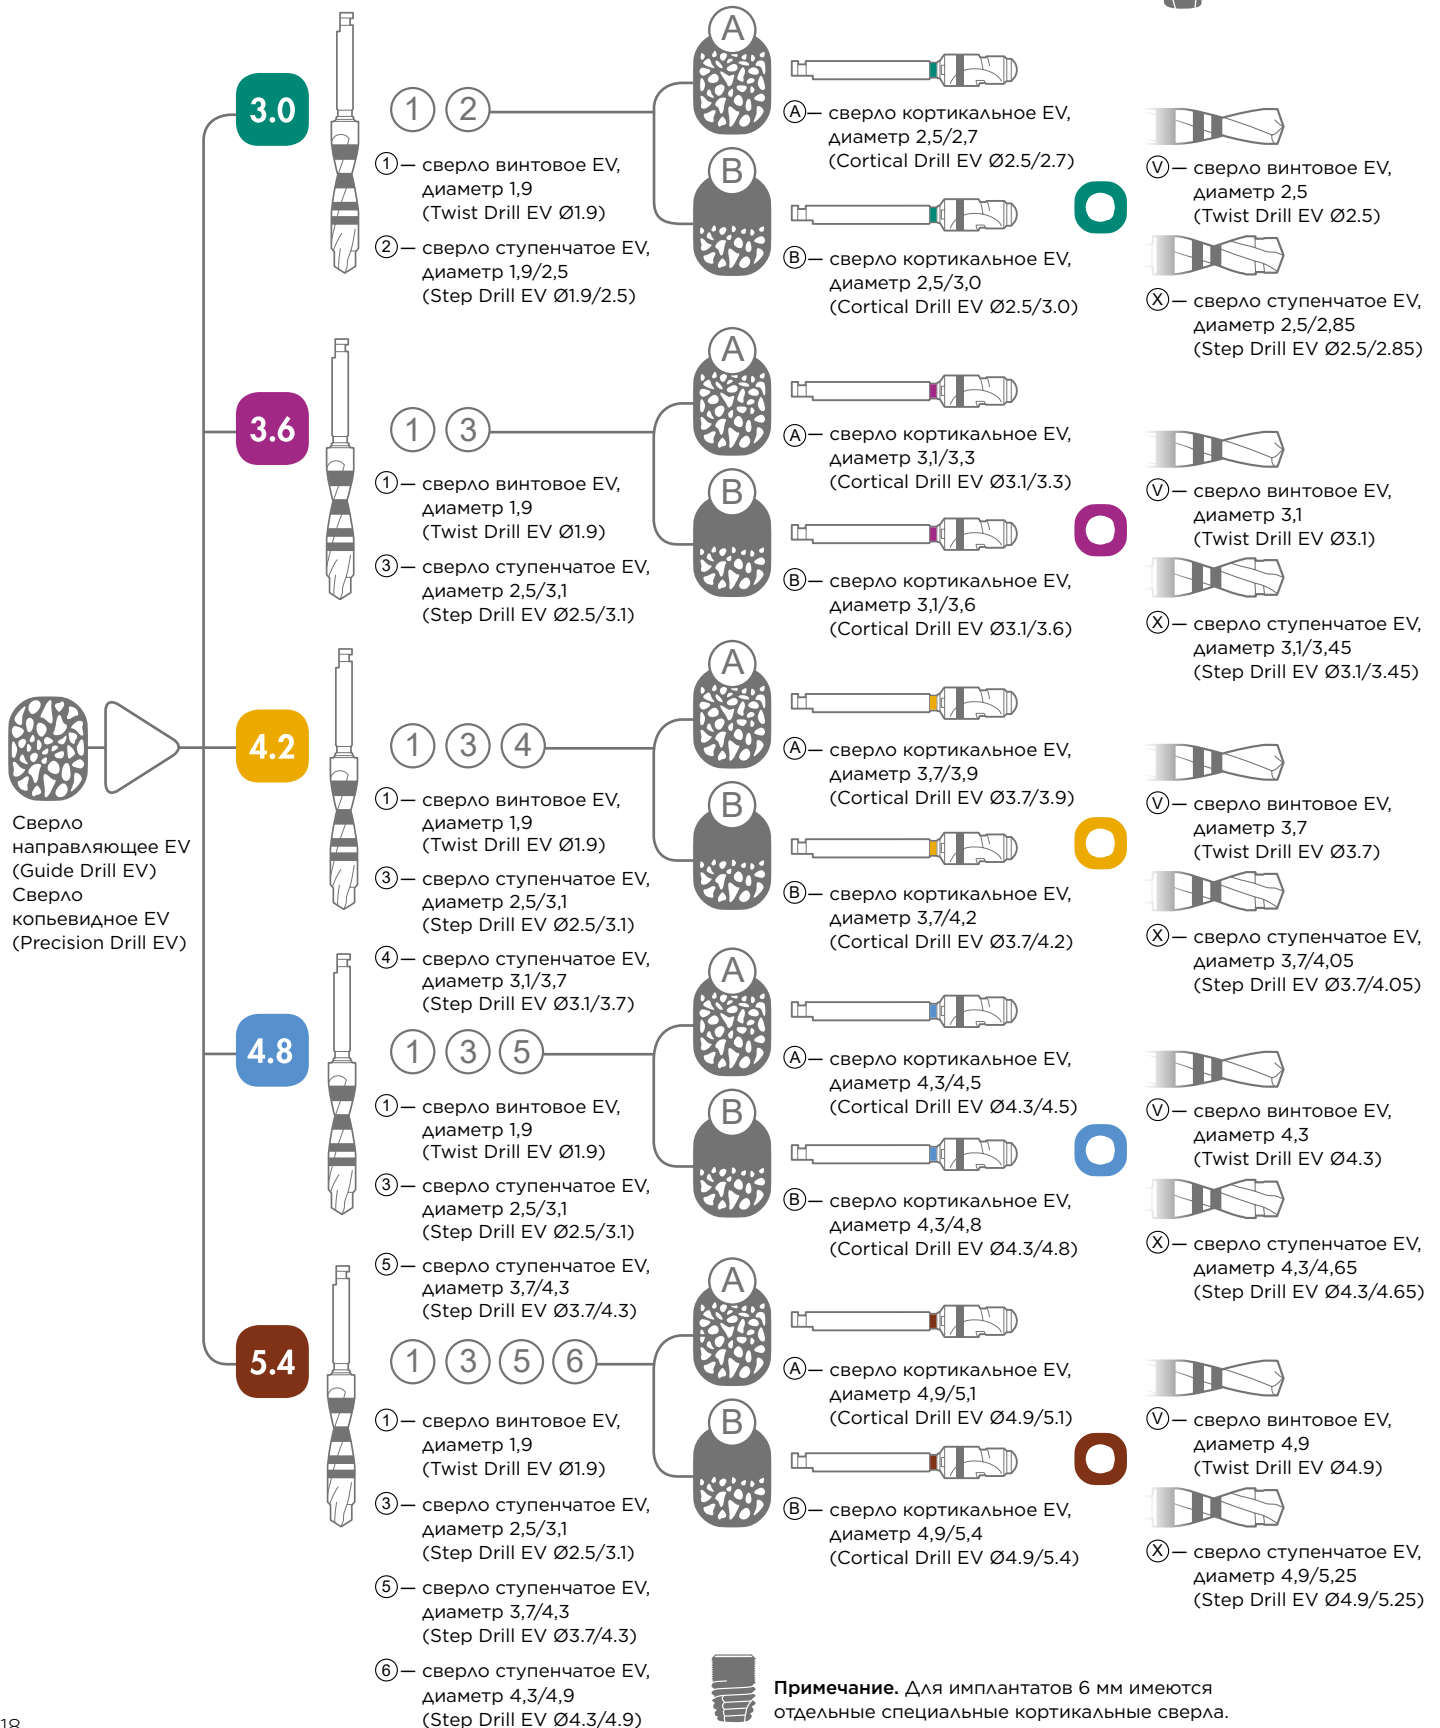 Сверло
направляющее EV
(Guide Drill EV)
Сверло
копьевидное EV
(Precision Drill EV)
3.0
1 2
1 — сверло винтовое EV,
диаметр 1,9
(Twist Drill EV Ø1.9)
2 — сверло ступенчатое EV,
диаметр 1,9/2,5
(Step Drill EV Ø1.9/2.5)
A
B
A — сверло кортикальное EV,
диаметр 2,5/2,7
(Cortical Drill EV Ø2.5/2.7)
B — сверло кортикальное EV,
диаметр 2,5/3,0
(Cortical Drill EV Ø2.5/3.0)
V — сверло винтовое EV,
диаметр 2,5
(Twist Drill EV Ø2.5)
X — сверло ступенчатое EV,
диаметр 2,5/2,85
(Step Drill EV Ø2.5/2.85)
3.6
1 3
1 — сверло винтовое EV,
диаметр 1,9
(Twist Drill EV Ø1.9)
3 — сверло ступенчатое EV,
диаметр 2,5/3,1
(Step Drill EV Ø2.5/3.1)
A
B
A — сверло кортикальное EV,
диаметр 3,1/3,3
(Cortical Drill EV Ø3.1/3.3)
B — сверло кортикальное EV,
диаметр 3,1/3,6
(Cortical Drill EV Ø3.1/3.6)
V — сверло винтовое EV,
диаметр 3,1
(Twist Drill EV Ø3.1)
X — сверло ступенчатое EV,
диаметр 3,1/3,45
(Step Drill EV Ø3.1/3.45)
4.2
1 3 4
1 — сверло винтовое EV,
диаметр 1,9
(Twist Drill EV Ø1.9)
3 — сверло ступенчатое EV,
диаметр 2,5/3,1
(Step Drill EV Ø2.5/3.1)
4 — сверло ступенчатое EV,
диаметр 3,1/3,7
(Step Drill EV Ø3.1/3.7)
A
B
A — сверло кортикальное EV,
диаметр 3,7/3,9
(Cortical Drill EV Ø3.7/3.9)
B — сверло кортикальное EV,
диаметр 3,7/4,2
(Cortical Drill EV Ø3.7/4.2)
V — сверло винтовое EV,
диаметр 3,7
(Twist Drill EV Ø3.7)
X — сверло ступенчатое EV,
диаметр 3,7/4,05
(Step Drill EV Ø3.7/4.05)
4.8
1 3 5
1 — сверло винтовое EV,
диаметр 1,9
(Twist Drill EV Ø1.9)
3 — сверло ступенчатое EV,
диаметр 2,5/3,1
(Step Drill EV Ø2.5/3.1)
5 — сверло ступенчатое EV,
диаметр 3,7/4,3
(Step Drill EV Ø3.7/4.3)
A
B
A — сверло кортикальное EV,
диаметр 4,3/4,5
(Cortical Drill EV Ø4.3/4.5)
B — сверло кортикальное EV,
диаметр 4,3/4,8
(Cortical Drill EV Ø4.3/4.8)
V — сверло винтовое EV,
диаметр 4,3
(Twist Drill EV Ø4.3)
X — сверло ступенчатое EV,
диаметр 4,3/4,65
(Step Drill EV Ø4.3/4.65)
5.4
1 3 5 6
1 — сверло винтовое EV,
диаметр 1,9
(Twist Drill EV Ø1.9)
3 — сверло ступенчатое EV,
диаметр 2,5/3,1
(Step Drill EV Ø2.5/3.1)
5 — сверло ступенчатое EV,
диаметр 3,7/4,3
(Step Drill EV Ø3.7/4.3)
6 — сверло ступенчатое EV,
диаметр 4,3/4,9
(Step Drill EV Ø4.3/4.9)
A
B
A — сверло кортикальное EV,
диаметр 4,9/5,1
(Cortical Drill EV Ø4.9/5.1)
B — сверло кортикальное EV,
диаметр 4,9/5,4
(Cortical Drill EV Ø4.9/5.4)
V — сверло винтовое EV,
диаметр 4,9
(Twist Drill EV Ø4.9)
X — сверло ступенчатое EV,
диаметр 4,9/5,25
(Step Drill EV Ø4.9/5.25)
Примечание. Для имплантатов 6 мм имеются
отдельные специальные кортикальные сверла.
18